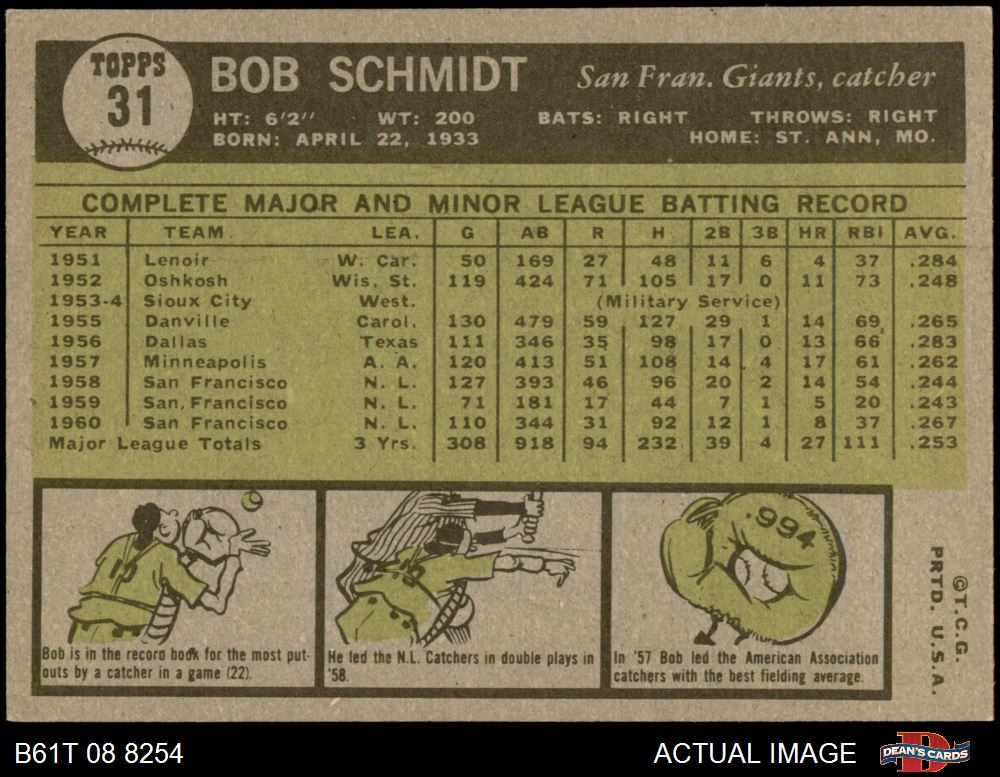 TOPPS
31
BOB SCHMIDT San Fran. Giants, catcher
HT: 6'2" WT: 200 BATS: RIGHT THROWS: RIGHT
BORN: APRIL 22, 1933 HOME: ST. ANN, MO.
COMPLETE MAJOR AND MINOR LEAGUE BATTING RECORD
YEAR TEAM LEA. G AB R H 2B 3B HR RBI AVG.
1951 Lenoir W. Car. 50 169 27 48 11 6 4 37 .284
1952 Oshkosh Wis. St. 119 424 71 105 17 0 11 73 .248
1953-4 Sioux City West. (Military Service)
1955 Danville Carol. 130 479 59 127 29 1 14 69 .265
1956 Dallas Texas 111 346 35 98 17 0 13 66 .283
1957 Minneapolis A. A. 120 413 51 108 14 4 17 61 .262
1958 San Francisco N. L. 127 393 46 96 20 2 14 54 .244
1959 San Francisco N. L. 71 181 17 44 7 1 5 20 .243
1960 San Francisco N. L. 110 344 31 92 12 1 8 37 .267
Major League Totals 3 Yrs. 308 918 94 232 39 4 27 111 .253
Bob is in the record book for the most put-
outs by a catcher in a game (22).
He led the N.L. Catchers in double plays in
'58.
.994
In '57 Bob led the American Association
catchers with the best fielding average.
©T.C.G.
PRTD. U.S.A.
B61T 08 8254 ACTUAL IMAGE DEAN'S CARDS